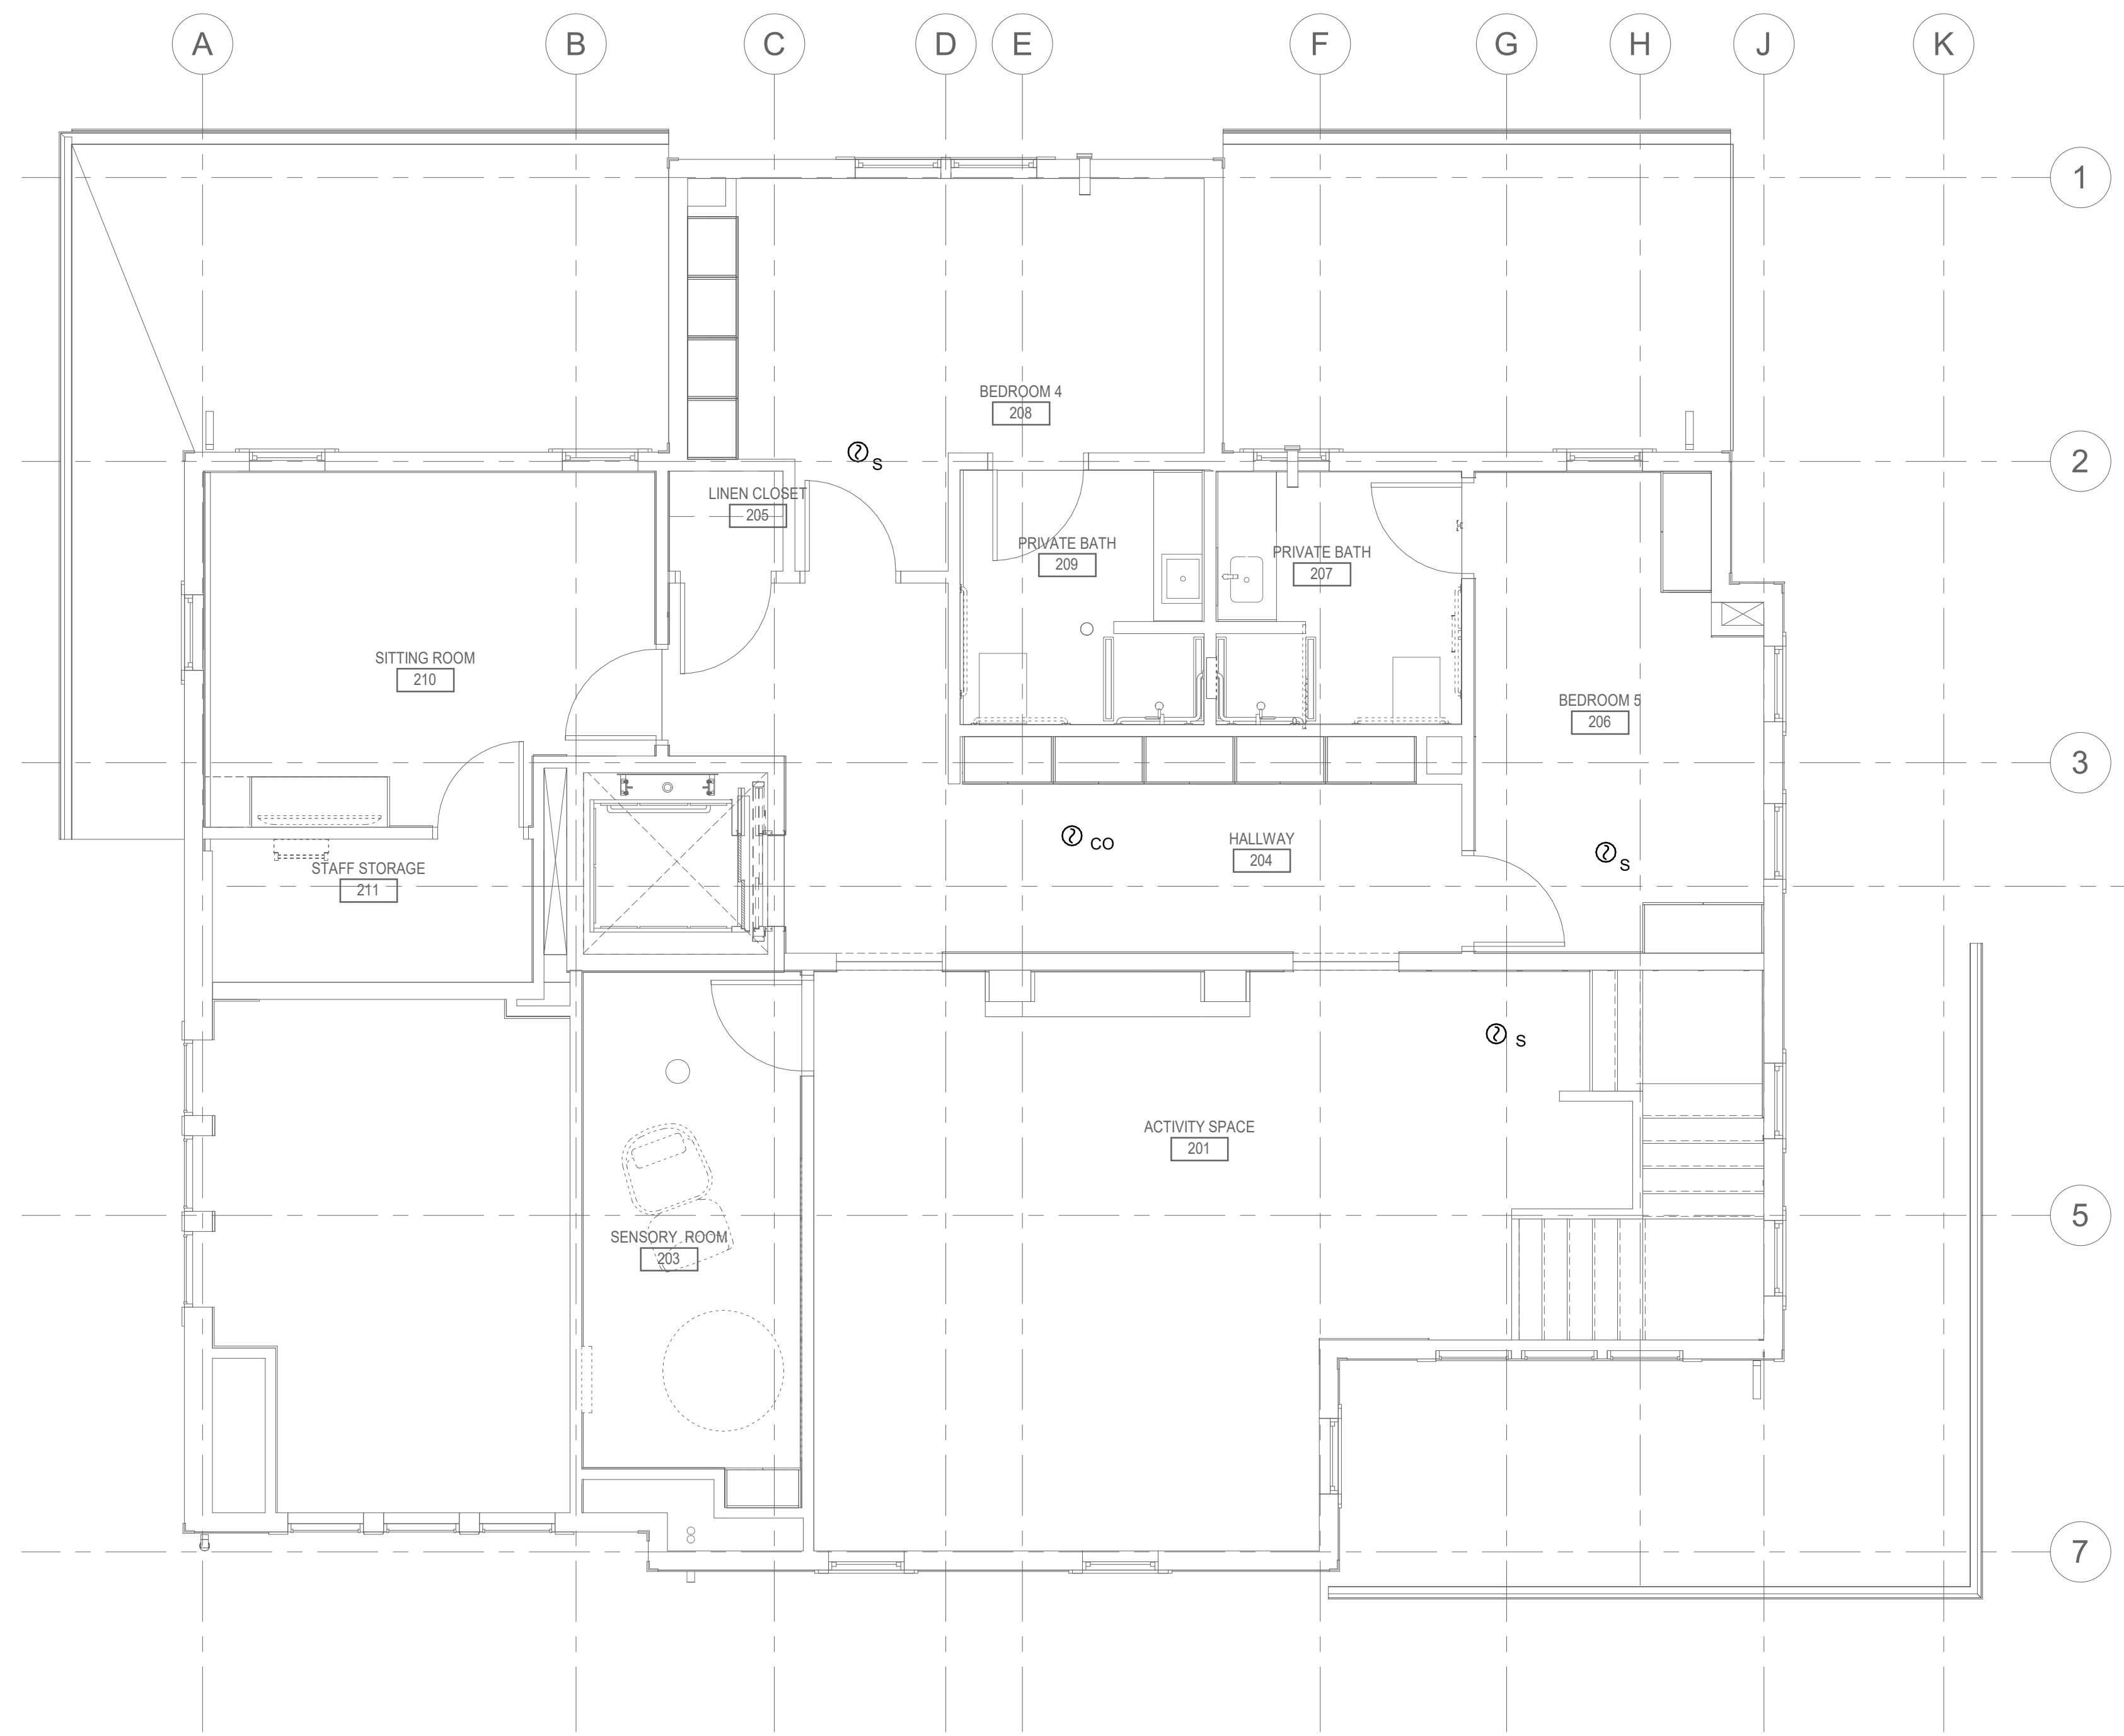 A B C D E F G H J K
1
BEDROOM 4
208
S
2
LINEN CLOSET
205
PRIVATE BATH
209
PRIVATE BATH
207
SITTING ROOM
210
BEDROOM 5
206
3
CO
HALLWAY
204
S
STAFF STORAGE
211
S
ACTIVITY SPACE
201
5
SENSORY ROOM
203
7